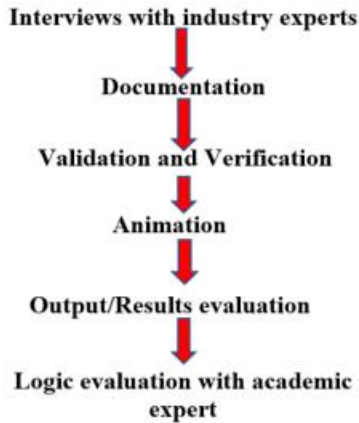 Interviews with industry experts
Documentation
Validation and Verification
Animation
Output/Results evaluation
Logic evaluation with academic
expert